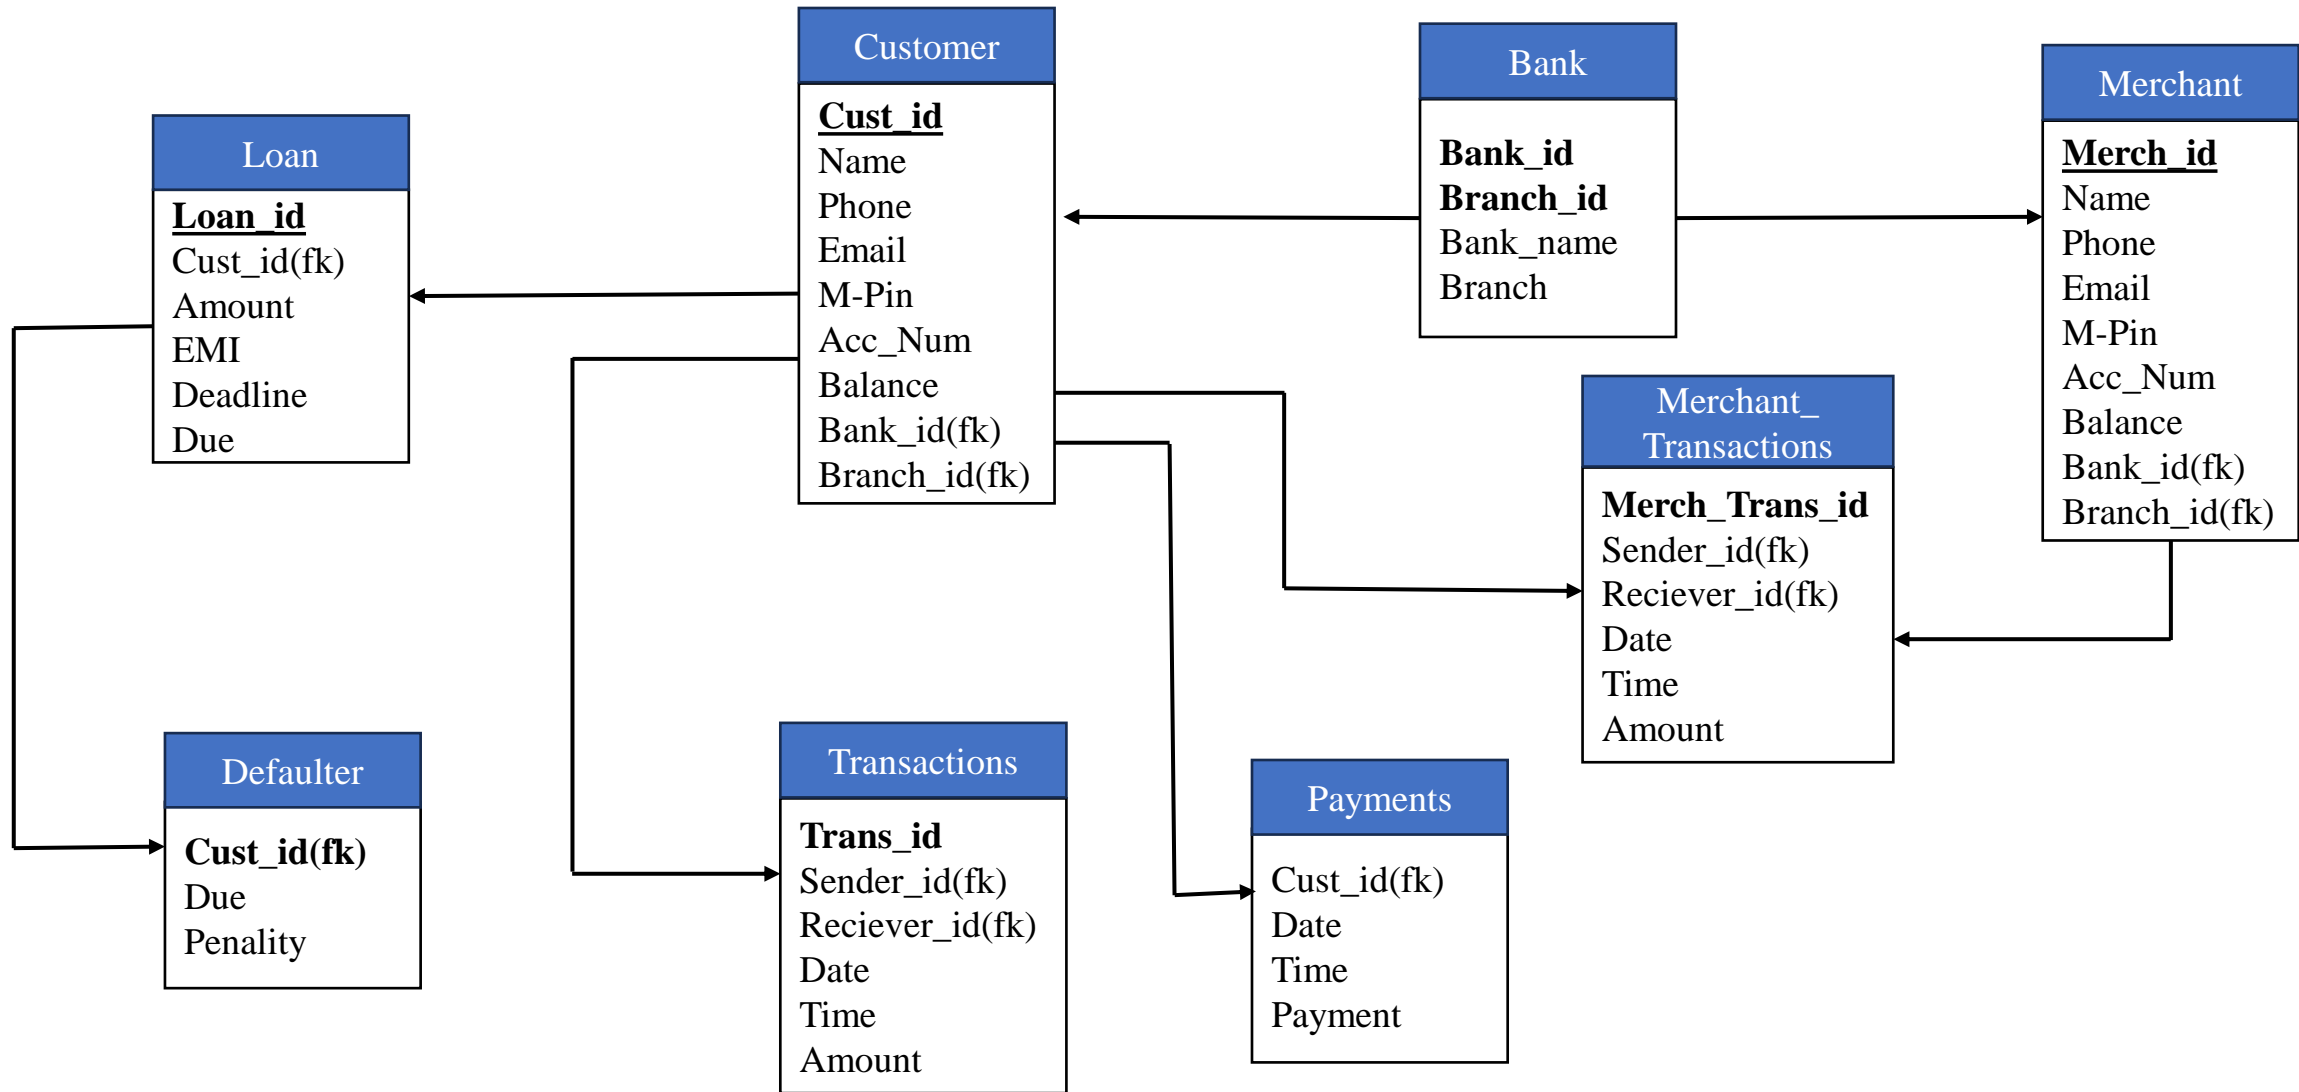 Customer
Cust_id
Name
Phone
Email
M-Pin
Acc_Num
Balance
Bank_id(fk)
Branch_id(fk)
Bank
Bank_id
Branch_id
Bank_name
Branch
Merchant
Merch_id
Name
Phone
Email
M-Pin
Acc_Num
Balance
Bank_id(fk)
Branch_id(fk)
Loan
Loan_id
Cust_id(fk)
Amount
EMI
Deadline
Due
Merchant_
Transactions
Merch_Trans_id
Sender_id(fk)
Reciever_id(fk)
Date
Time
Amount
Defaulter
Cust_id(fk)
Due
Penality
Transactions
Trans_id
Sender_id(fk)
Reciever_id(fk)
Date
Time
Amount
Payments
Cust_id(fk)
Date
Time
Payment